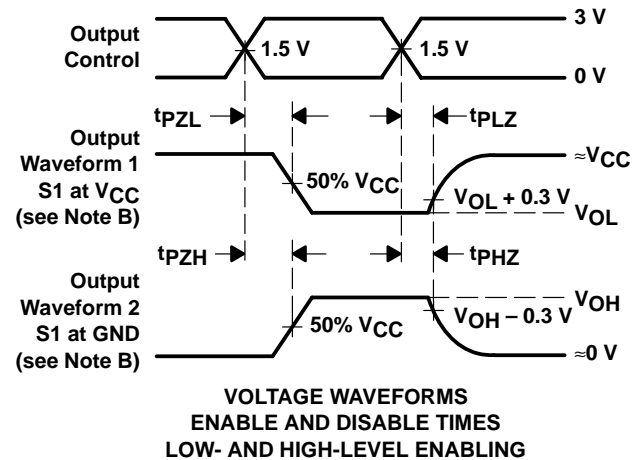 Output
Control
1.5 V
1.5 V
3 V
0 V
tPZL
tPLZ
Output
Waveform 1
S1 at VCC
(see Note B)
50% VCC
VOL + 0.3 V
≈VCC
VOL
tPZH
tPHZ
Output
Waveform 2
S1 at GND
(see Note B)
50% VCC
VOH – 0.3 V
VOH
≈0 V
VOLTAGE WAVEFORMS
ENABLE AND DISABLE TIMES
LOW- AND HIGH-LEVEL ENABLING